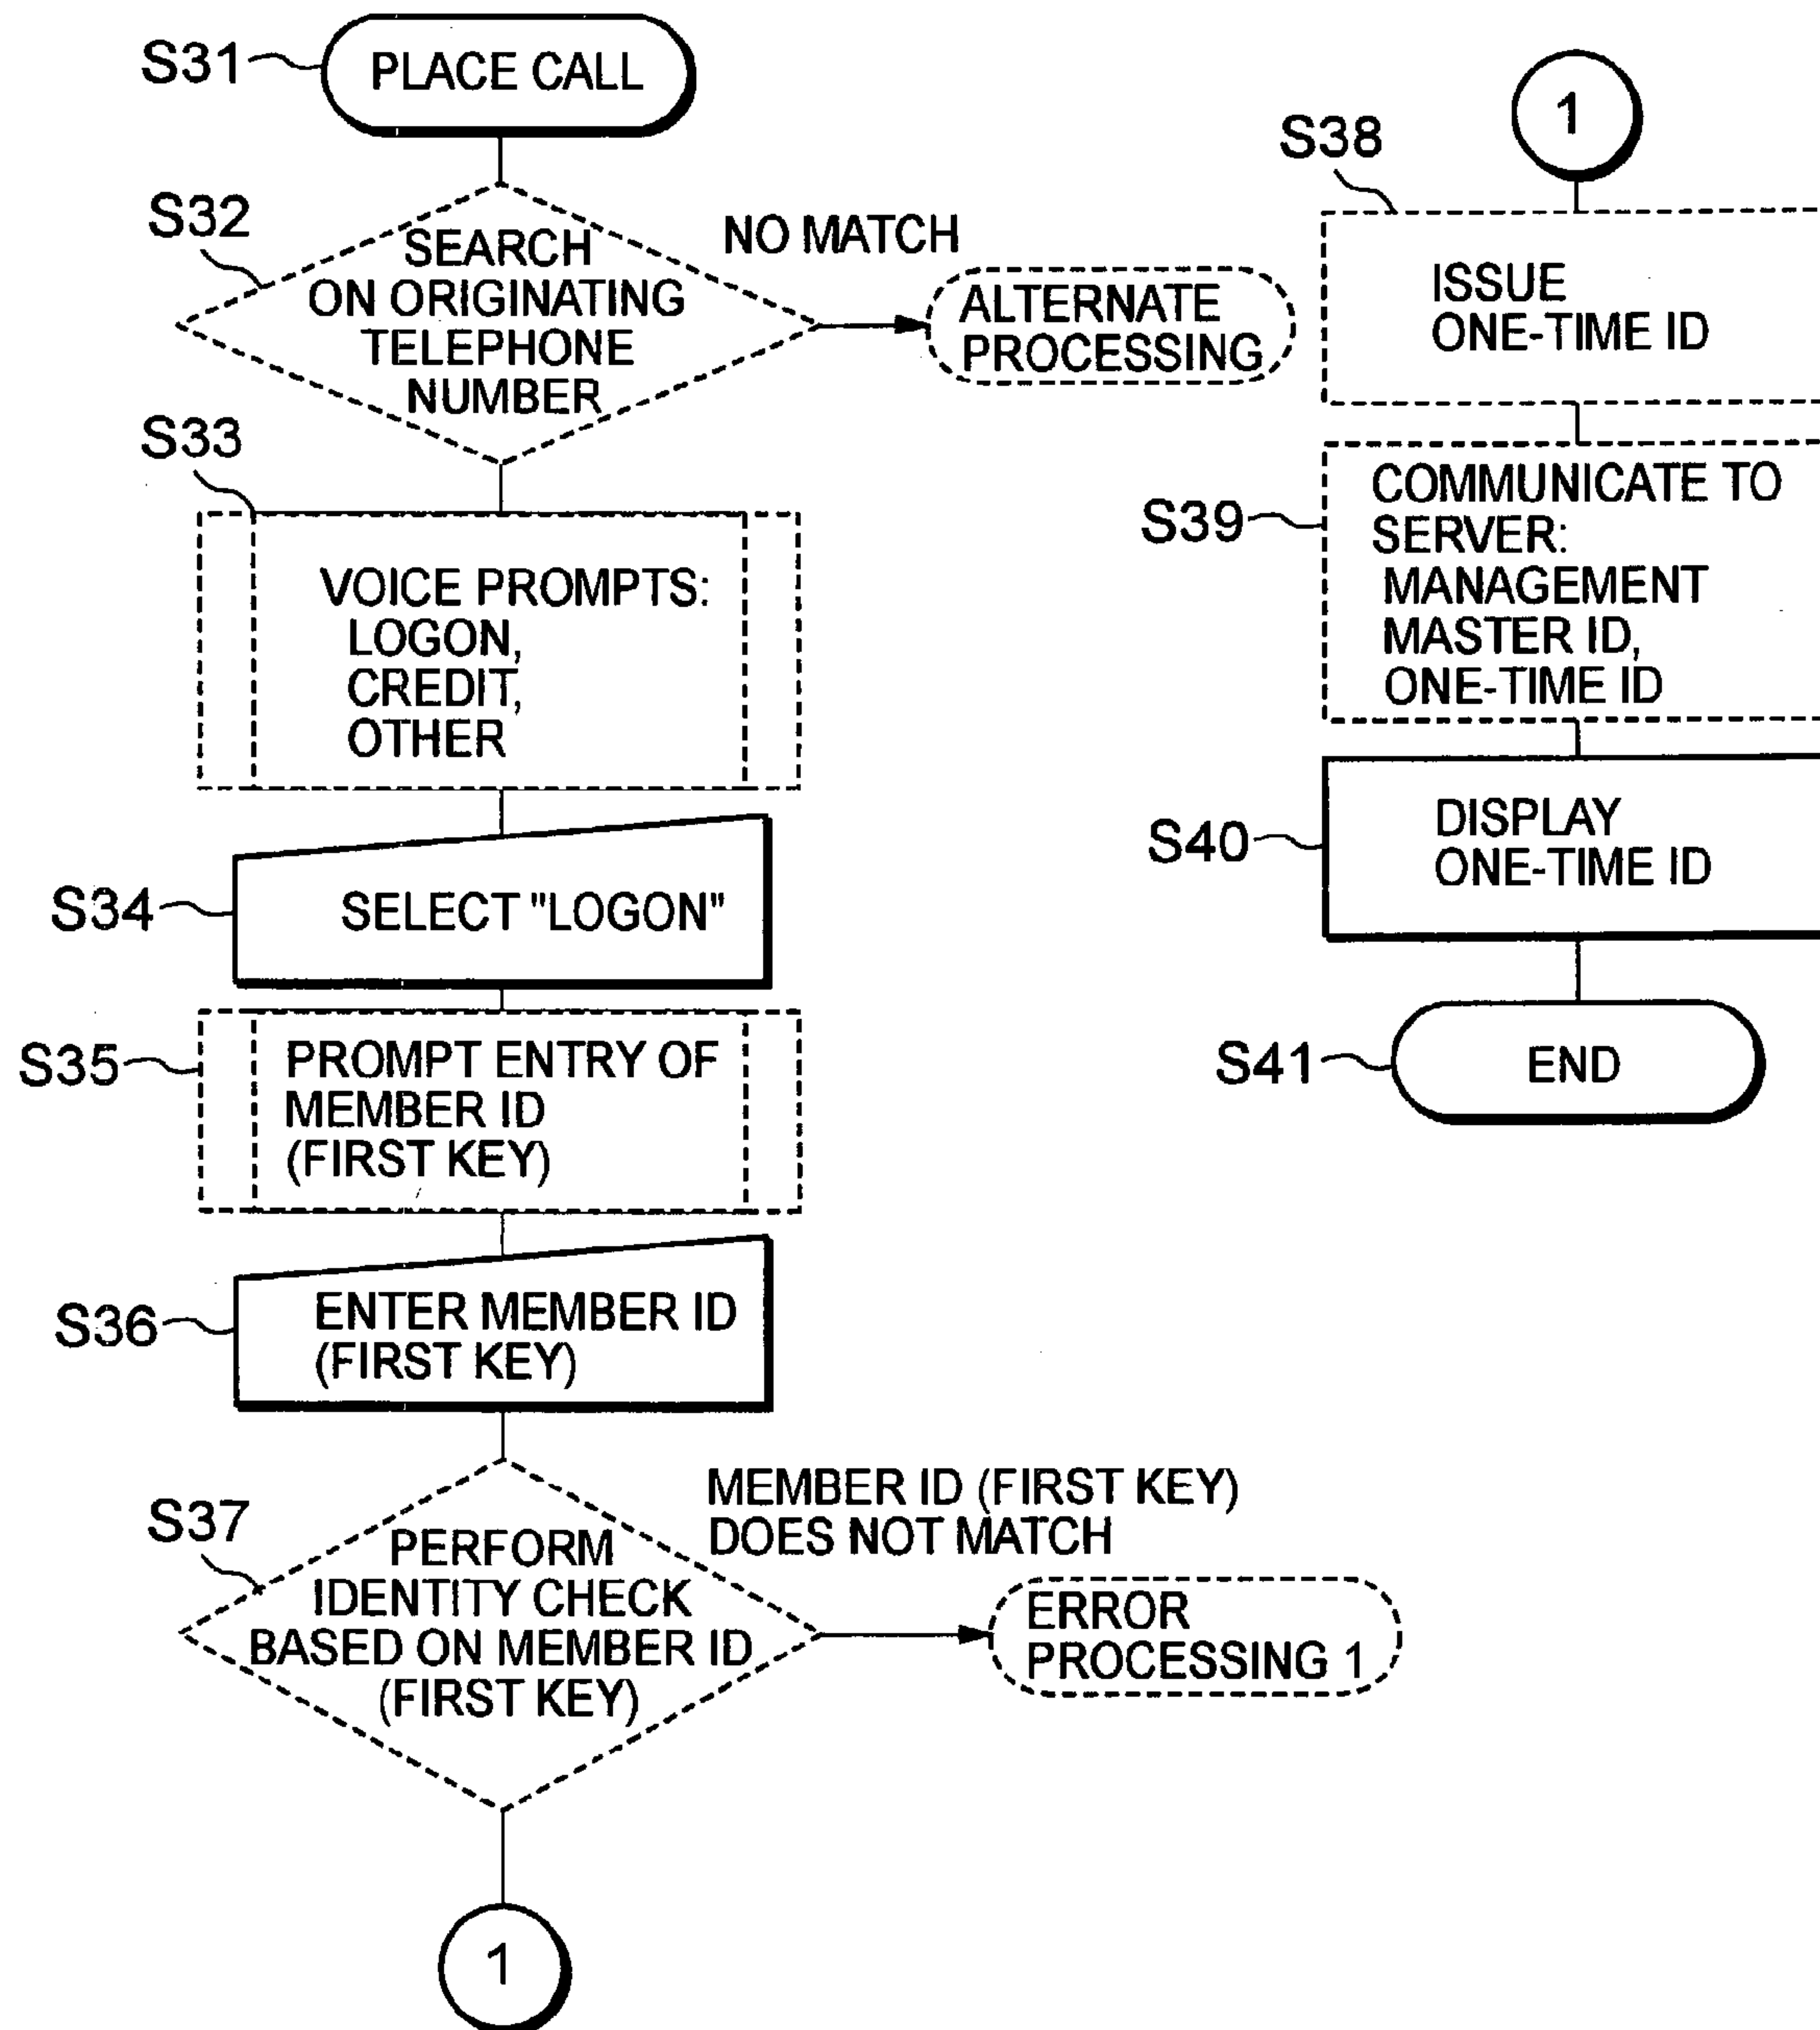 S31
PLACE CALL
S32
SEARCH
ON ORIGINATING
TELEPHONE
NUMBER
NO MATCH
ALTERNATE
PROCESSING
S33
VOICE PROMPTS:
LOGON,
CREDIT,
OTHER
S34
SELECT "LOGON"
S35
PROMPT ENTRY OF
MEMBER ID
(FIRST KEY)
S36
ENTER MEMBER ID
(FIRST KEY)
S37
PERFORM
IDENTITY CHECK
BASED ON MEMBER ID
(FIRST KEY)
MEMBER ID (FIRST KEY)
DOES NOT MATCH
ERROR
PROCESSING 1
1
1
S38
ISSUE
ONE-TIME ID
S39
COMMUNICATE TO
SERVER:
MANAGEMENT
MASTER ID,
ONE-TIME ID
S40
DISPLAY
ONE-TIME ID
S41
END